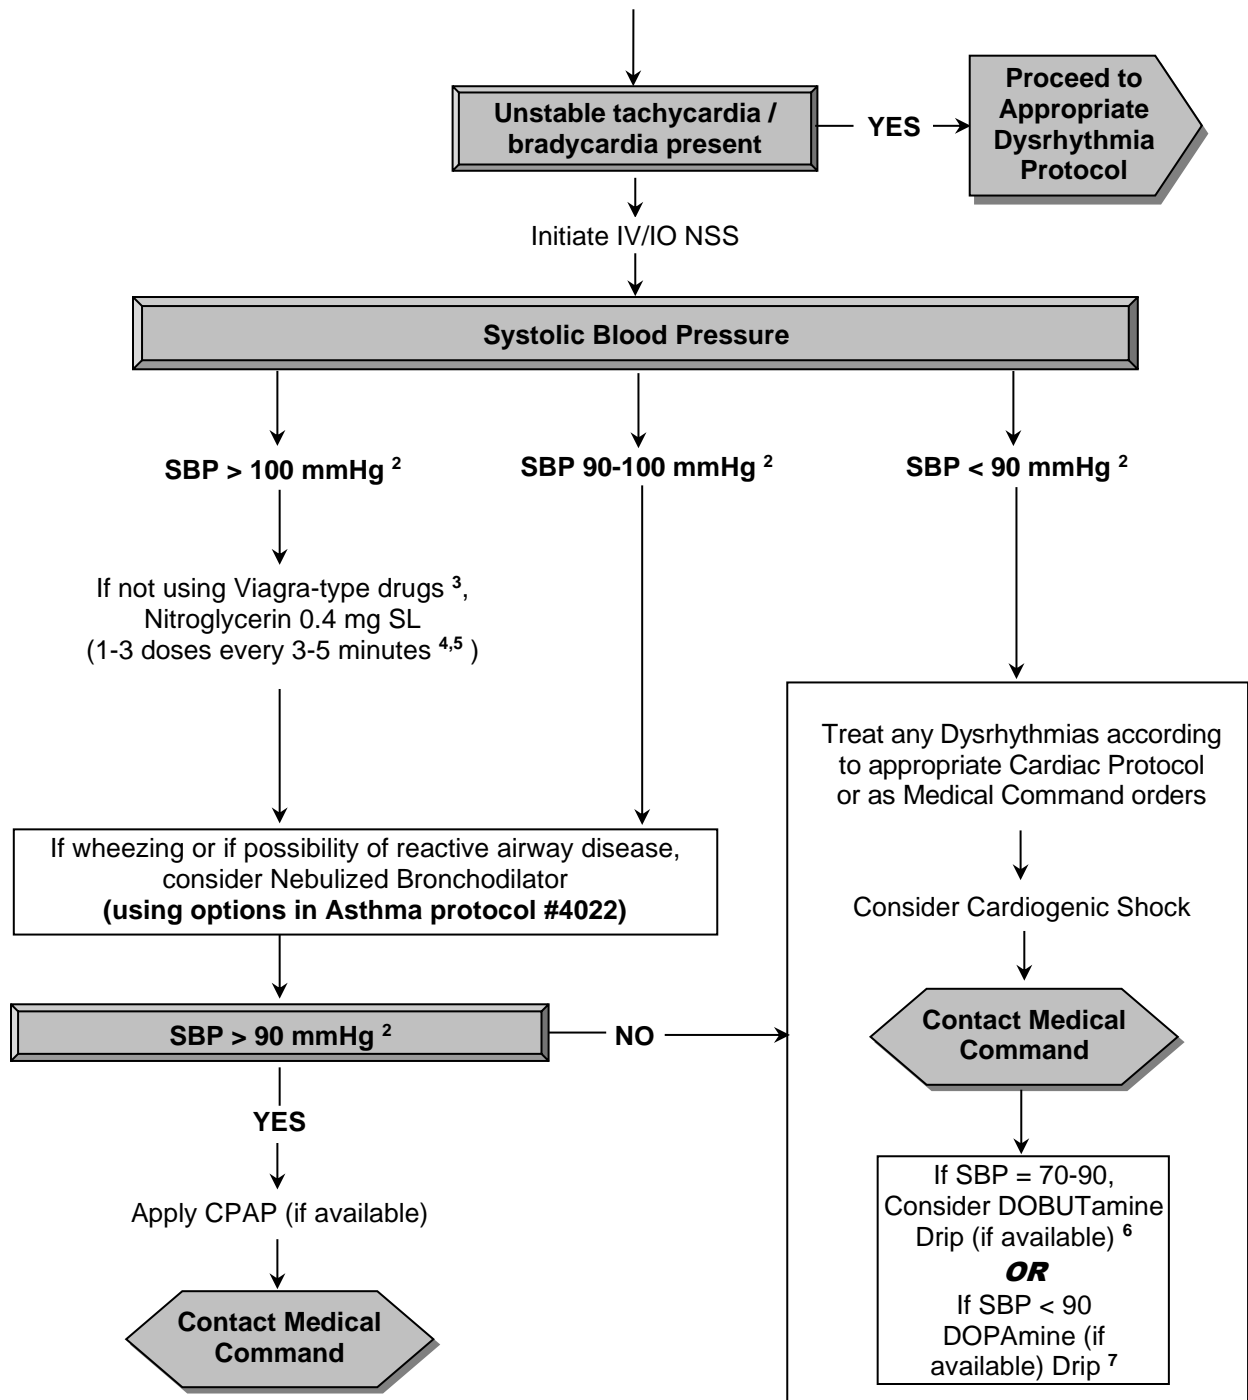 Unstable tachycardia /
bradycardia present
YES
Proceed to
Appropriate
Dysrhythmia
Protocol
Initiate IV/IO NSS
Systolic Blood Pressure
SBP > 100 mmHg ²
SBP 90-100 mmHg ²
SBP < 90 mmHg ²
If not using Viagra-type drugs ³,
Nitroglycerin 0.4 mg SL
(1-3 doses every 3-5 minutes ⁴,⁵ )
If wheezing or if possibility of reactive airway disease,
consider Nebulized Bronchodilator
(using options in Asthma protocol #4022)
SBP > 90 mmHg ²
NO
YES
Apply CPAP (if available)
Contact Medical
Command
Treat any Dysrhythmias according
to appropriate Cardiac Protocol
or as Medical Command orders
Consider Cardiogenic Shock
Contact Medical
Command
If SBP = 70-90,
Consider DOBUTamine
Drip (if available) ⁶
OR
If SBP < 90
DOPAmine (if
available) Drip ⁷